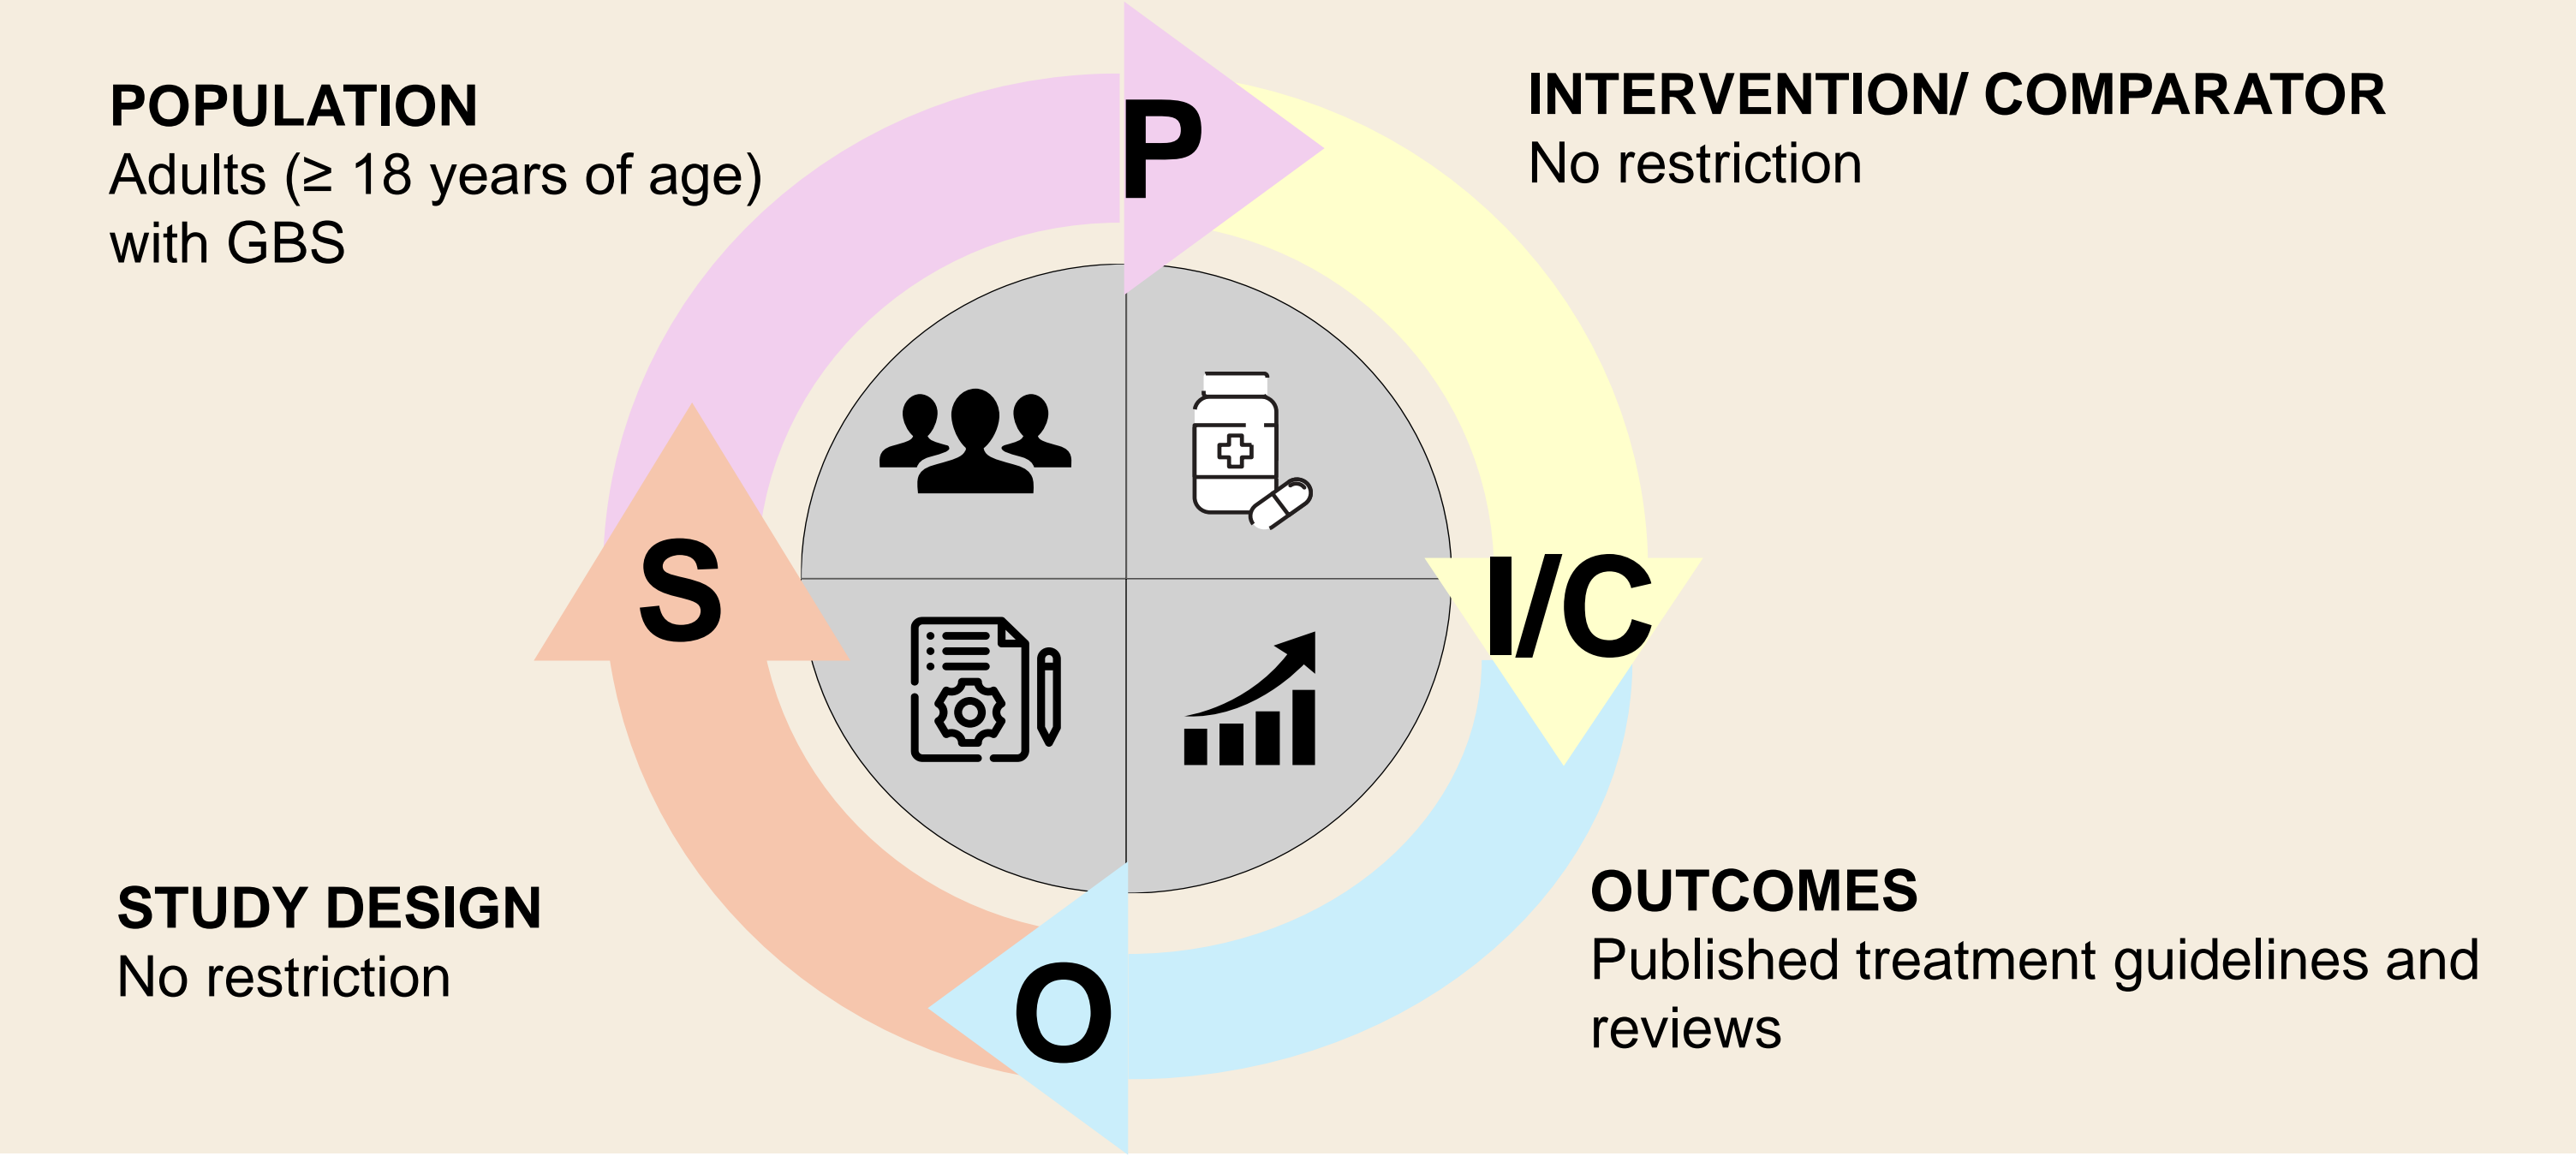 POPULATION
Adults (≥ 18 years of age)
with GBS
P
INTERVENTION/ COMPARATOR
No restriction
S
I/C
STUDY DESIGN
No restriction
O
OUTCOMES
Published treatment guidelines and
reviews